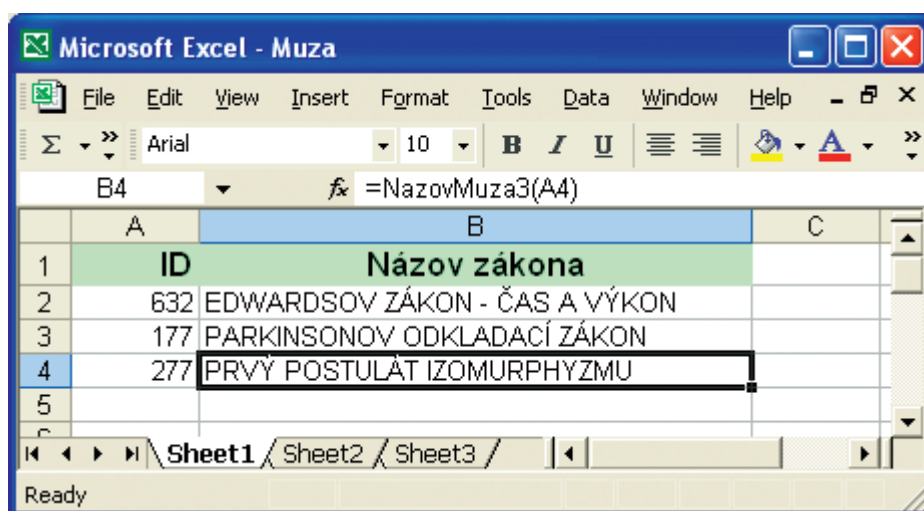 Microsoft Excel - Muza
File Edit View Insert Format Tools Data Window Help
Σ Arial 10 B I U A
B4 fx =NazovMuza3(A4)
A B C
1 ID Názov zákona
2 632 EDWARDSOV ZÁKON - ČAS A VÝKON
3 177 PARKINSONOV ODKLADACÍ ZÁKON
4 277 PRVÝ POSTULÁT IZOMURPHYZMU
5
Sheet1 Sheet2 Sheet3
Ready